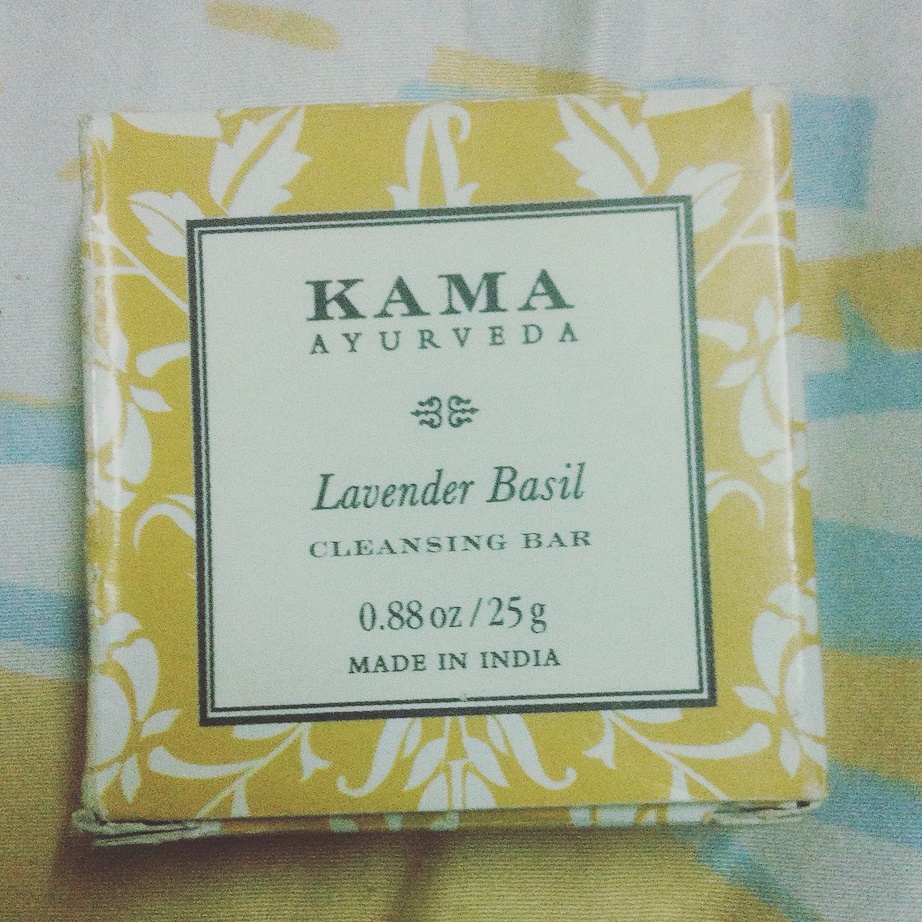 KAMA
AYURVEDA
Lavender Basil
CLEANSING BAR
0.88 oz / 25 g
MADE IN INDIA